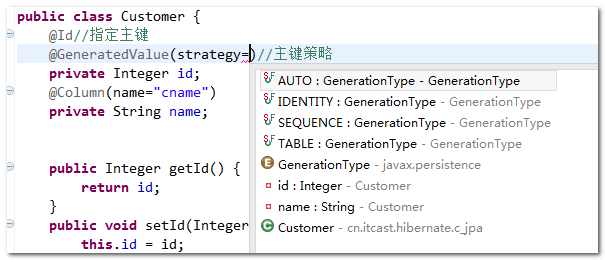 public class Customer {
@Id//指定主键
@GeneratedValue(strategy=)//主键策略
private Integer id;
@Column(name="cname")
private String name;
public Integer getId() {
return id;
}
public void setId(Integer
this.id = id;
AUTO : GenerationType - GenerationType
IDENTITY : GenerationType - GenerationType
SEQUENCE : GenerationType - GenerationType
TABLE : GenerationType - GenerationType
GenerationType - javax.persistence
id : Integer - Customer
name : String - Customer
Customer - cn.itcast.hibernate.c_jpa